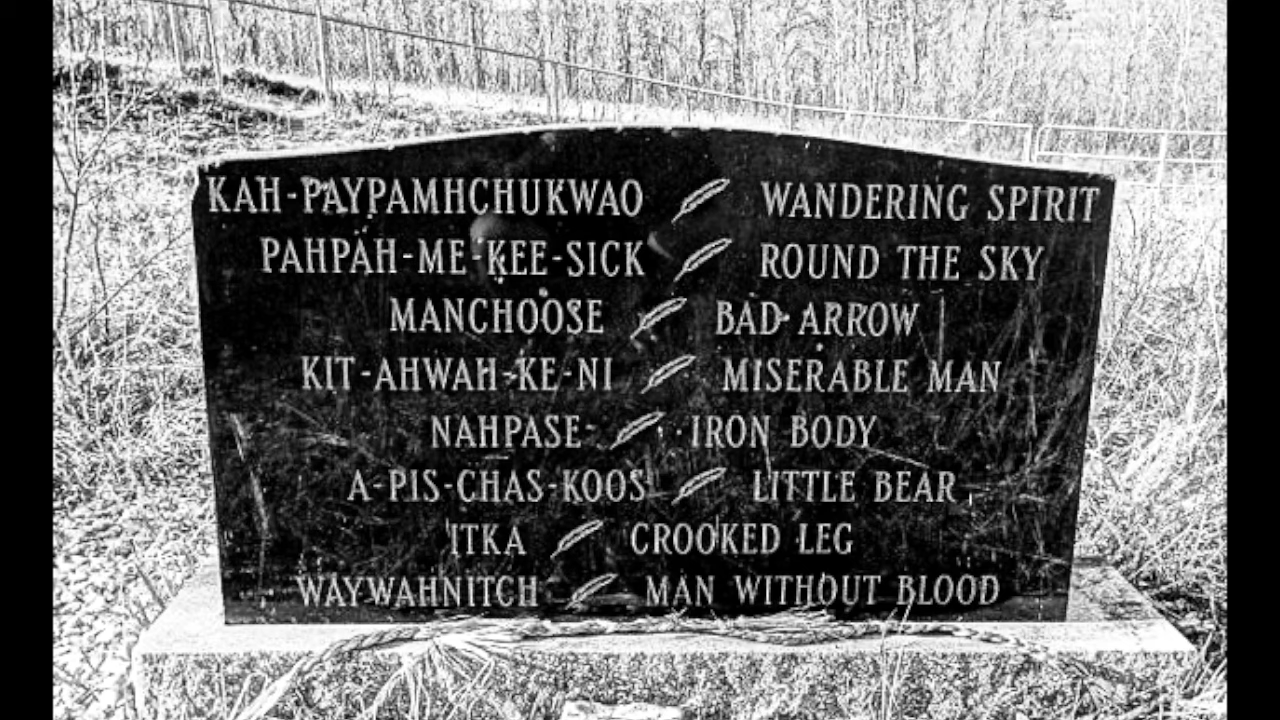 KAH-PAYPAMHCHUKWAO WANDERING SPIRIT
PAHPAH-ME-KEE-SICK ROUND THE SKY
MANCHOOSE BAD ARROW
KIT-AHWAH-KE-NI MISERABLE MAN
NAHPASE IRON BODY
A-PIS-CHAS-KOOS LITTLE BEAR
ITKA CROOKED LEG
WAYWAHNITCH MAN WITHOUT BLOOD